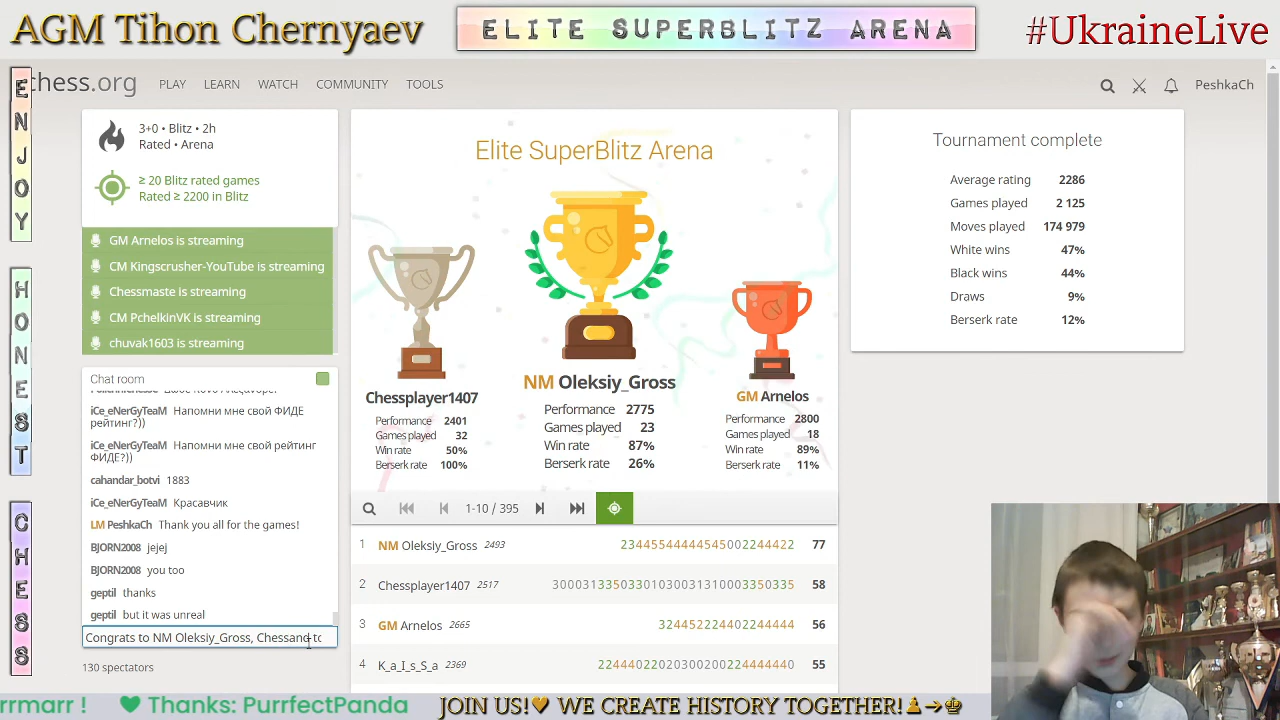 AGM Tihon Chernyaev
ELITE SUPERBLITZ ARENA
#UkraineLive
ENJOY
HONEST
CHESS
chess.org
PLAY LEARN WATCH COMMUNITY TOOLS
PeshkaCh
3+0 • Blitz • 2h
Rated • Arena
≥ 20 Blitz rated games
Rated ≥ 2200 in Blitz
GM Arnelos is streaming
CM Kingscrusher-YouTube is streaming
Chessmaste is streaming
CM PchelkinVK is streaming
chuvak1603 is streaming
Chat room
iCe_eNerGyTeaM Напомни мне свой ФИДЕ
рейтинг?))
iCe_eNerGyTeaM Напомни мне свой рейтинг
ФИДЕ?))
cahandar_botvi 1883
iCe_eNerGyTeaM Красавчик
LM PeshkaCh Thank you all for the games!
BJORN2008 jejej
BJORN2008 you too
geptil thanks
geptil but it was unreal
Congrats to NM Oleksiy_Gross, Chessand to
130 spectators
Elite SuperBlitz Arena
Chessplayer1407
Performance 2401
Games played 32
Win rate 50%
Berserk rate 100%
NM Oleksiy_Gross
Performance 2775
Games played 23
Win rate 87%
Berserk rate 26%
GM Arnelos
Performance 2800
Games played 18
Win rate 89%
Berserk rate 11%
1-10 / 395
1 NM Oleksiy_Gross 2493 23445544444545002244422 77
2 Chessplayer1407 2517 30003133503301030031310003350335 58
3 GM Arnelos 2665 324452224444025444 56
4 K_a_I_s_S_a 2369 22444022020300200224444440 55
Tournament complete
Average rating 2286
Games played 2 125
Moves played 174 979
White wins 47%
Black wins 44%
Draws 9%
Berserk rate 12%
rrmarr ! 💚 Thanks: PurrfectPanda
JOIN US!♥ WE CREATE HISTORY TOGETHER!♟→♚